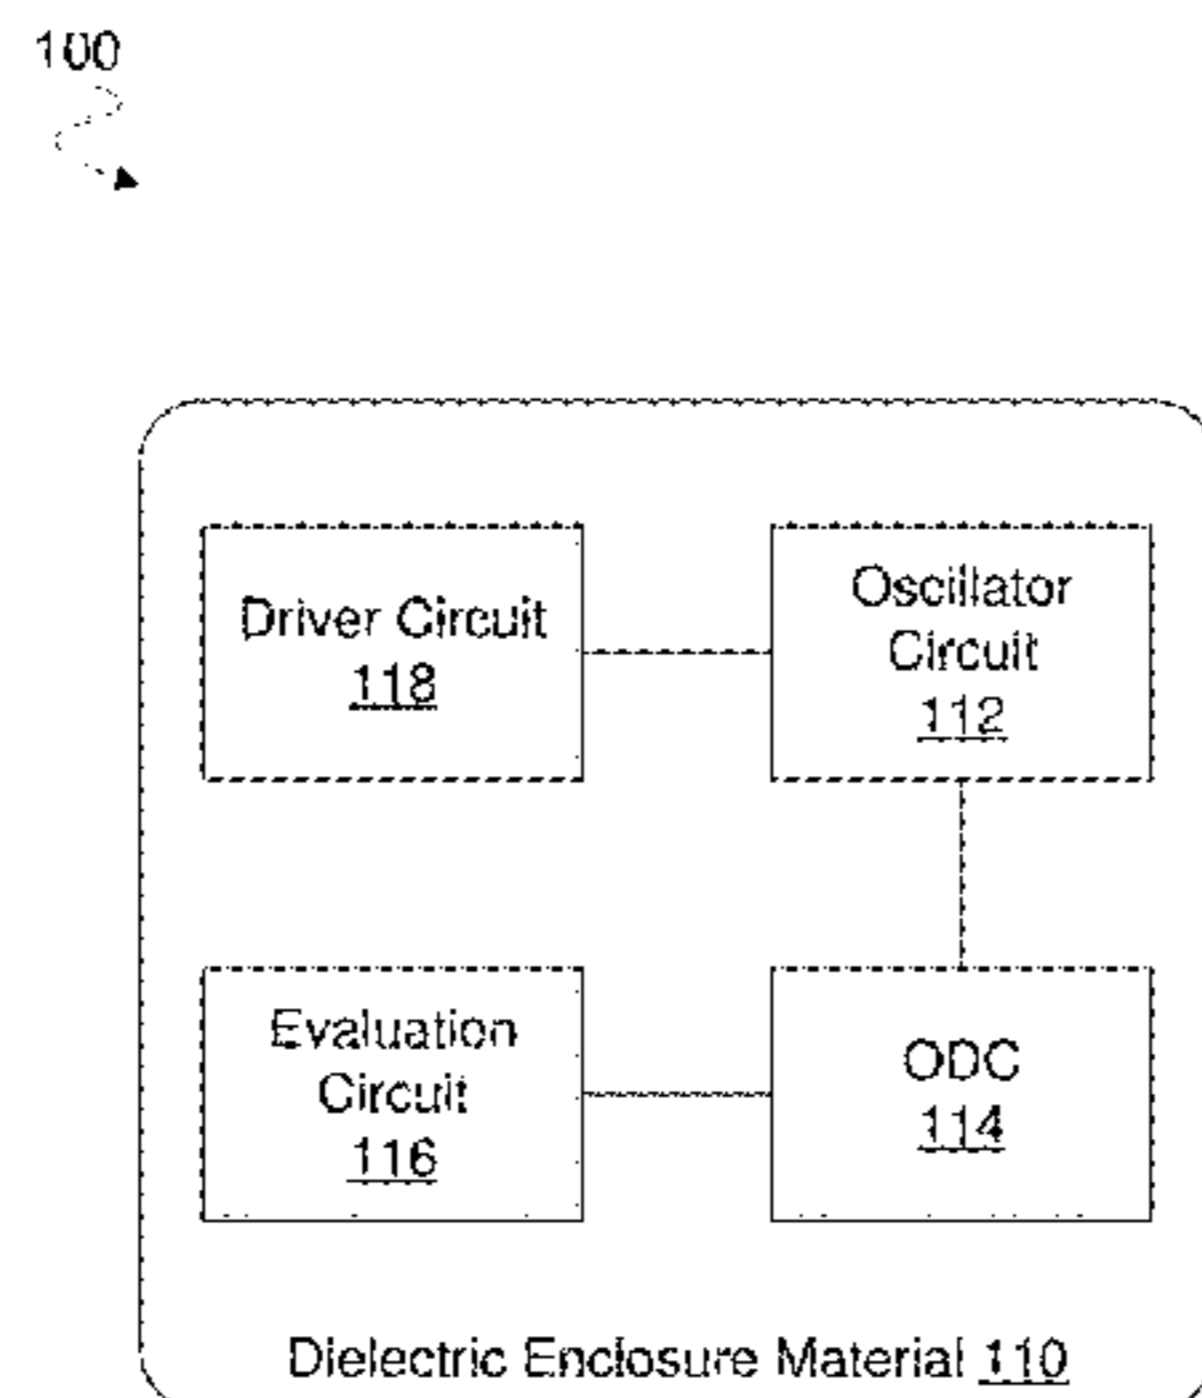 100
Driver Circuit
118
Oscillator
Circuit
112
Evaluation
Circuit
116
ODC
114
Dielectric Enclosure Material 110